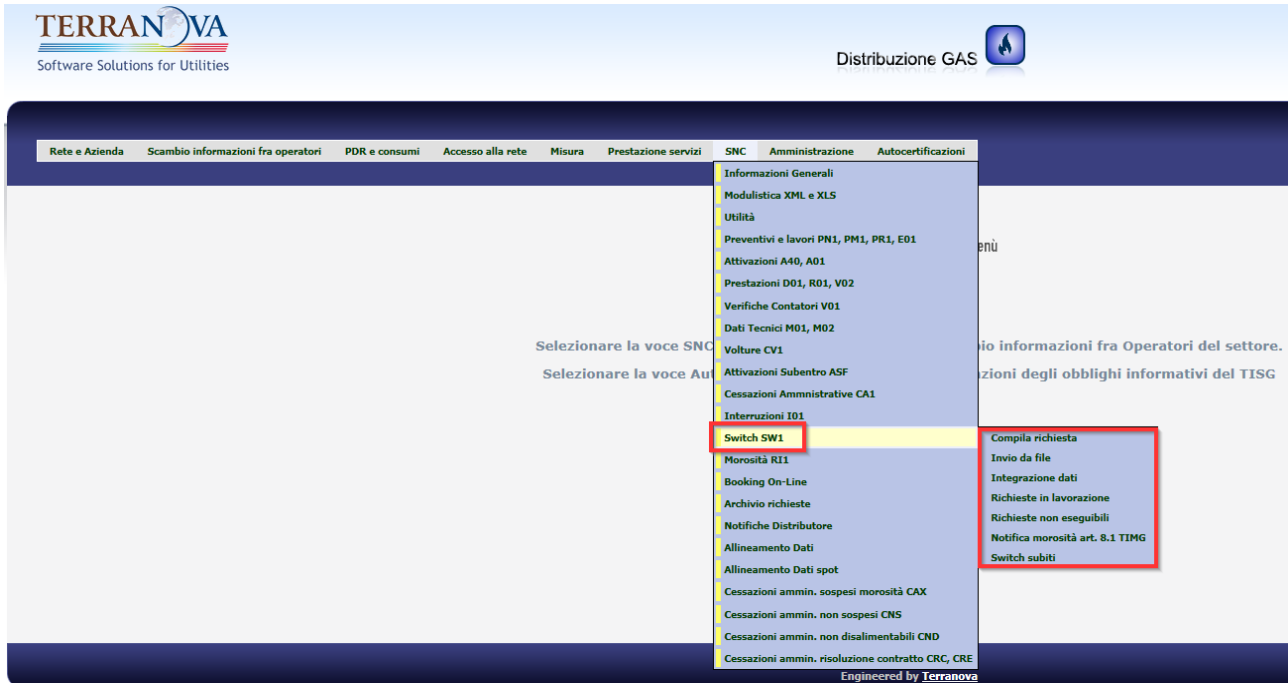 TERRANOVA
Software Solutions for Utilities
Distribuzione GAS
Rete e Azienda Scambio informazioni fra operatori PDR e consumi Accesso alla rete Misura Prestazione servizi SNC Amministrazione Autocertificazioni
Informazioni Generali
Modulistica XML e XLS
Utilità
Preventivi e lavori PN1, PM1, PR1, E01
enù
Attivazioni A40, A01
Prestazioni D01, R01, V02
Verifiche Contatori V01
Dati Tecnici M01, M02
Selezionare la voce SNC
io informazioni fra Operatori del settore.
Volture CV1
Selezionare la voce Aut
zioni degli obblighi informativi del TISG
Attivazioni Subentro ASF
Cessazioni Ammnistrative CA1
Interruzioni I01
Switch SW1
Morosità RI1
Booking On-Line
Archivio richieste
Notifiche Distributore
Allineamento Dati
Allineamento Dati spot
Cessazioni ammin. sospesi morosità CAX
Cessazioni ammin. non sospesi CNS
Cessazioni ammin. non disalimentabili CND
Cessazioni ammin. risoluzione contratto CRC, CRE
Compila richiesta
Invio da file
Integrazione dati
Richieste in lavorazione
Richieste non eseguibili
Notifica morosità art. 8.1 TIMG
Switch subiti
Engineered by Terranova